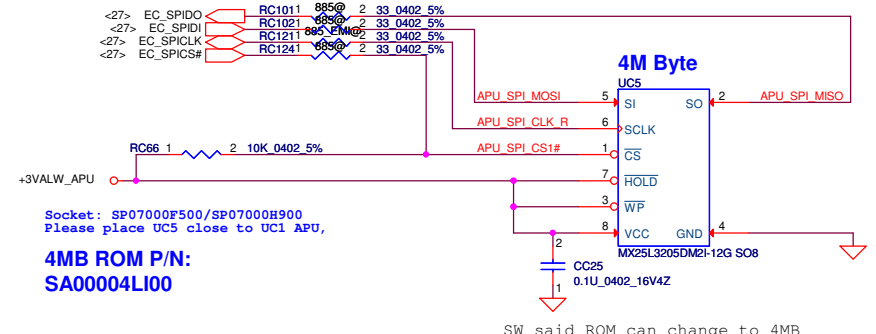 <27> EC_SPIDO RC101 1 885@ 2 33_0402_5%
<27> EC_SPIDI RC102 1 885@ 2 33_0402_5%
<27> EC_SPICLK RC121 1 885_EMI@ 2 33_0402_5%
<27> EC_SPICS# RC124 1 885@ 2 33_0402_5%
4M Byte
UC5
APU_SPI_MOSI 5 SI SO 2 APU_SPI_MISO
APU_SPI_CLK_R 6 SCLK
RC66 1 2 10K_0402_5% APU_SPI_CS1# 1 CS
+3VALW_APU 7 HOLD
3 WP
8 VCC GND 4
MX25L3205DM2I-12G SO8
Socket: SP07000F500/SP07000H900
Please place UC5 close to UC1 APU,
4MB ROM P/N:
SA00004LI00
2
CC25
0.1U_0402_16V4Z
1
SW said ROM can change to 4MB